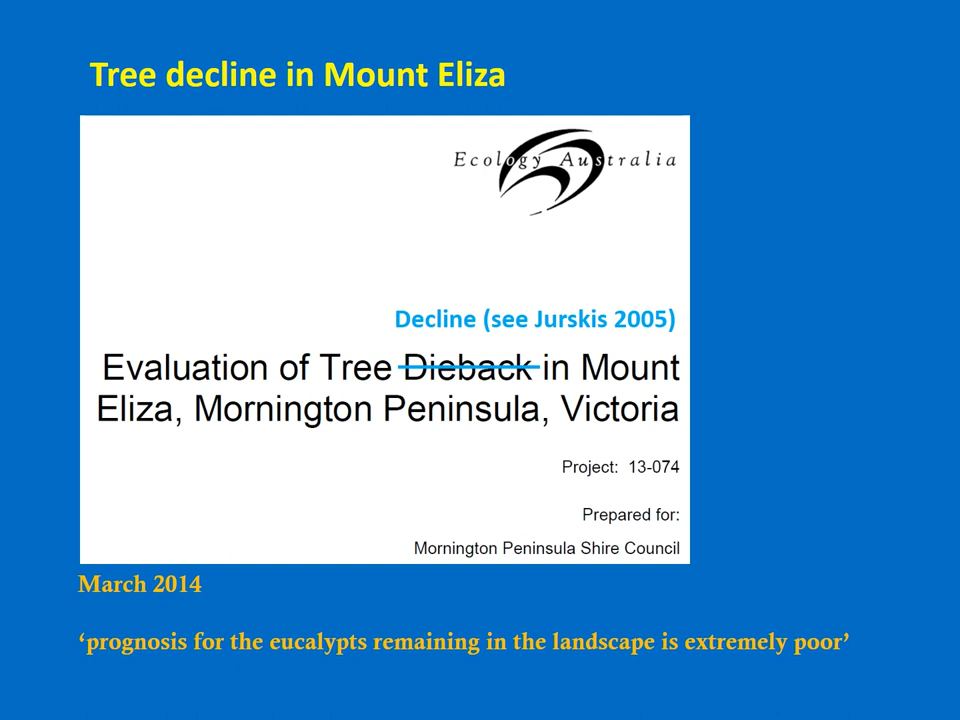 Tree decline in Mount Eliza
Ecology Australia
Decline (see Jurskis 2005)
Evaluation of Tree Dieback in Mount
Eliza, Mornington Peninsula, Victoria
Project: 13-074
Prepared for:
Mornington Peninsula Shire Council
March 2014
‘prognosis for the eucalypts remaining in the landscape is extremely poor’